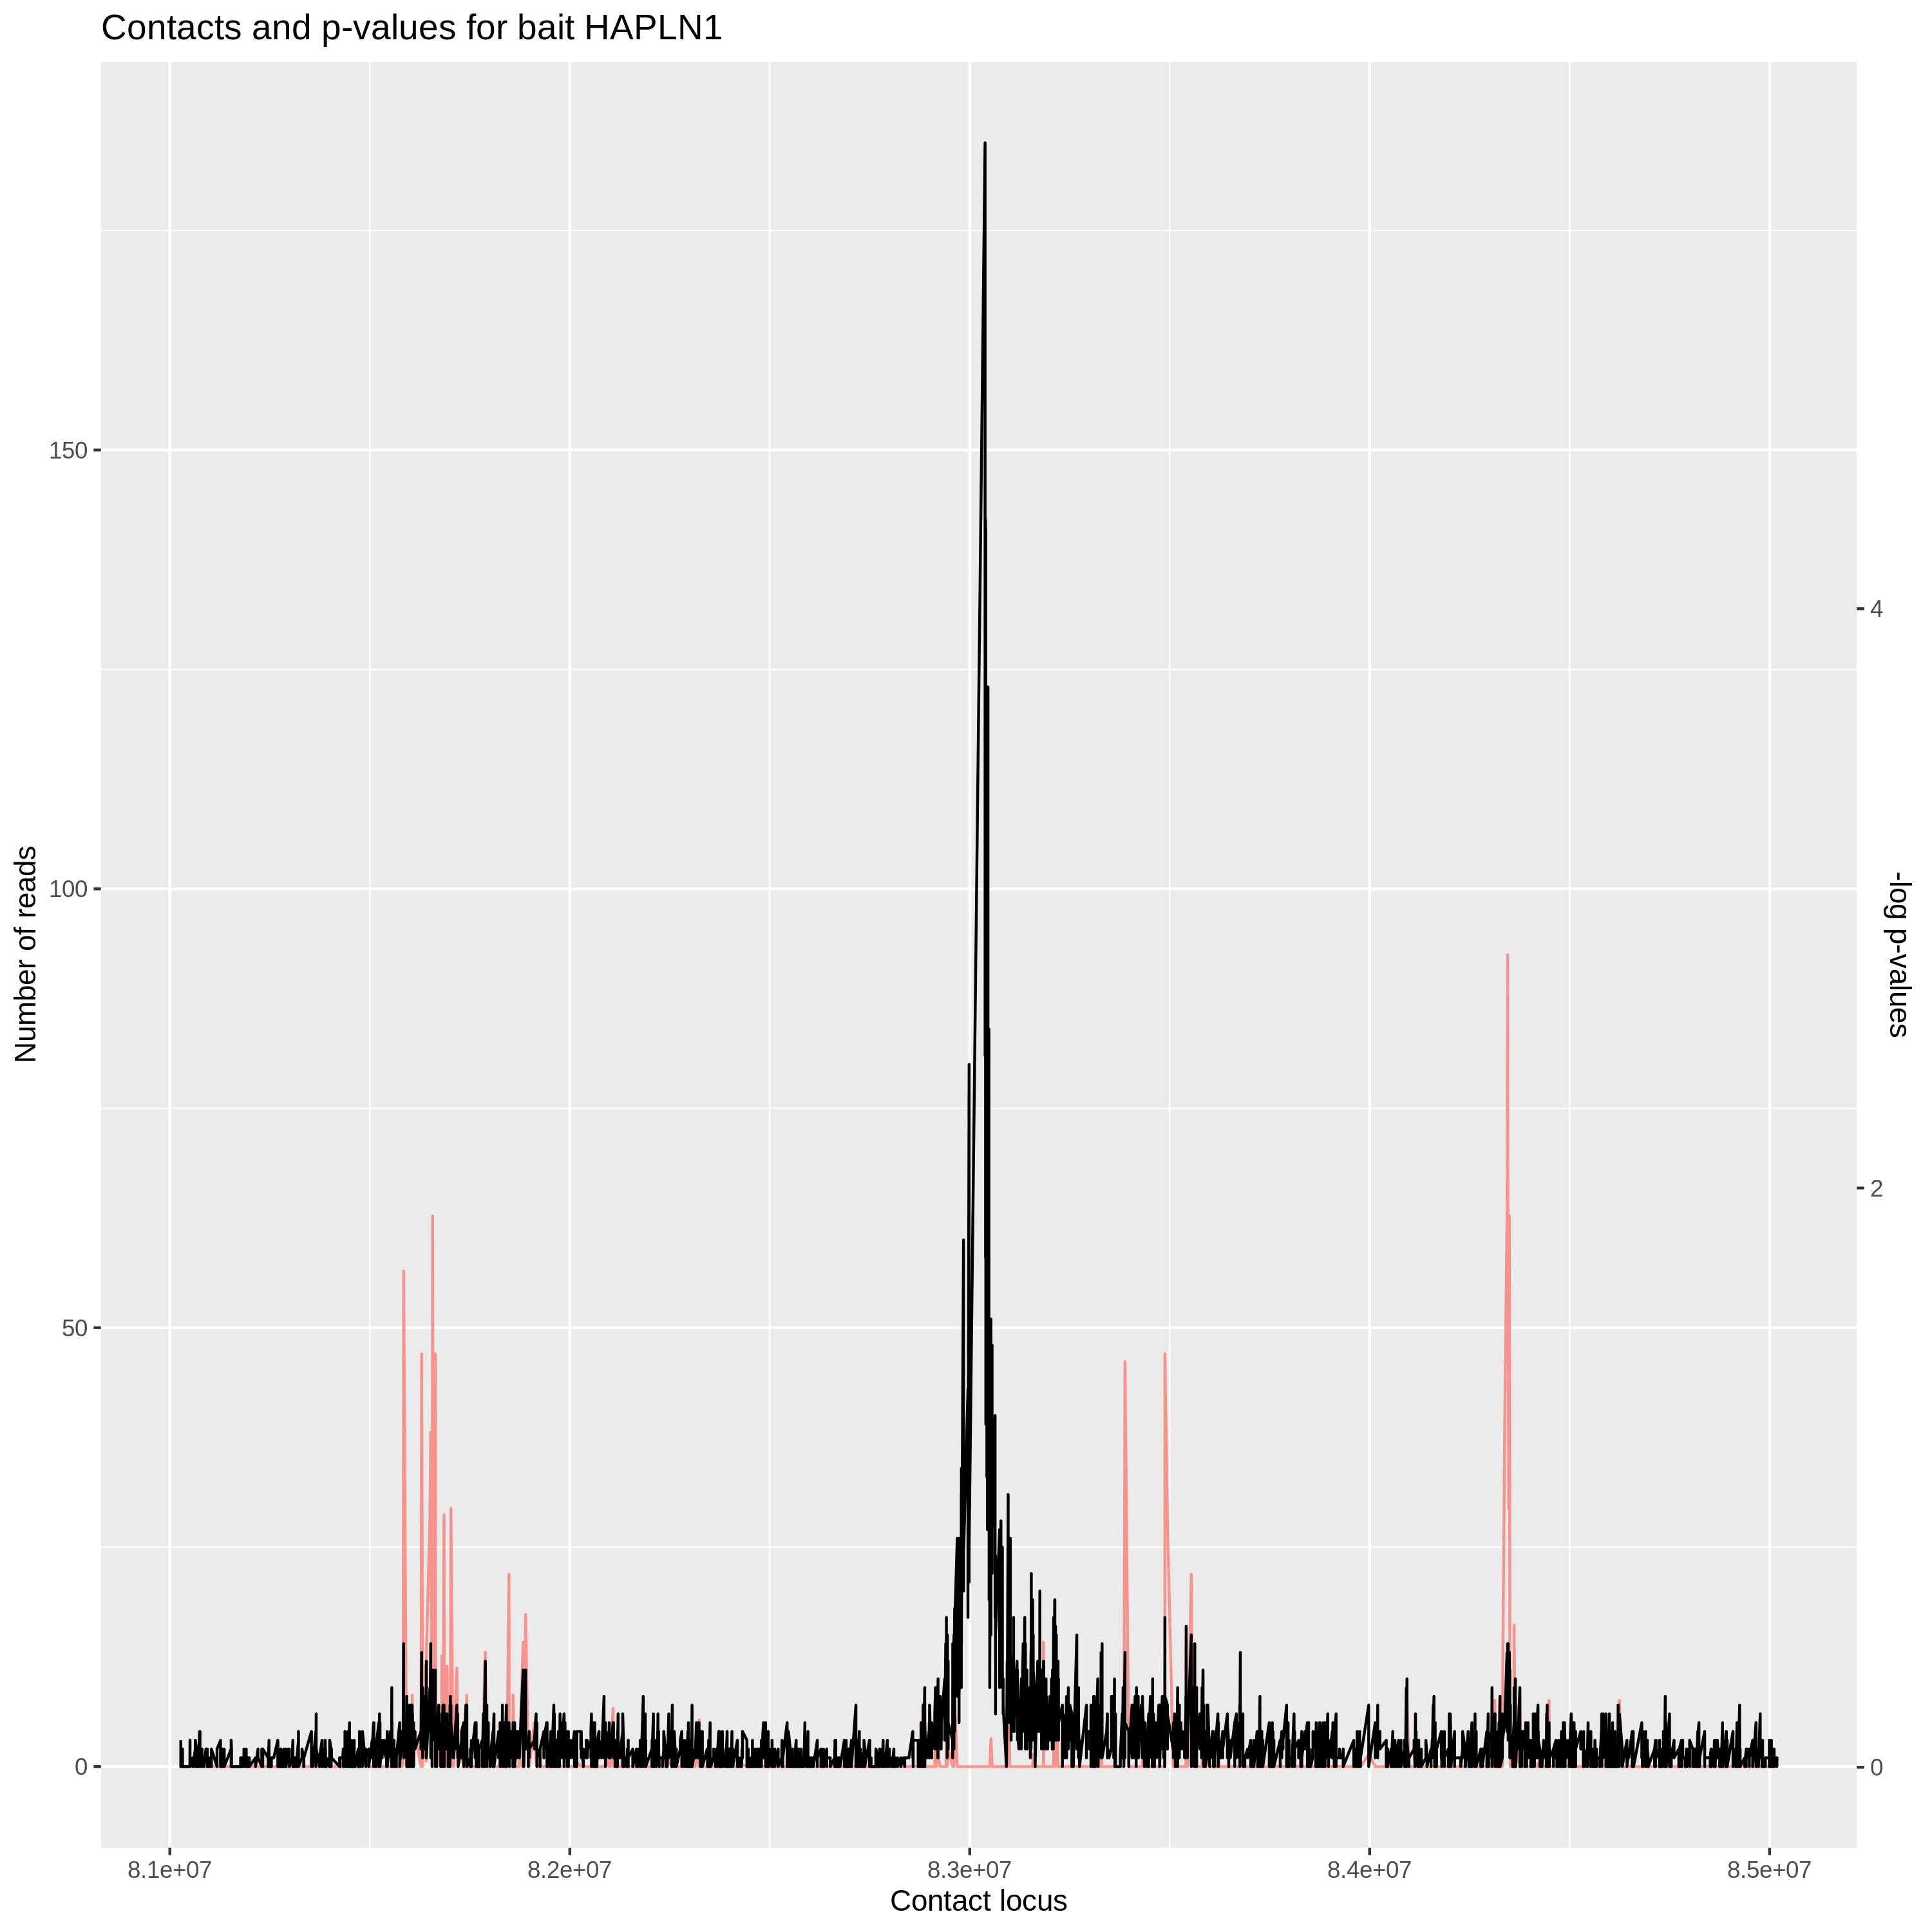 Contacts and p-values for bait HAPLN1
Number of reads
150
100
50
0
4
2
0
-log p-values
8.1e+07 8.2e+07 8.3e+07 8.4e+07 8.5e+07
Contact locus